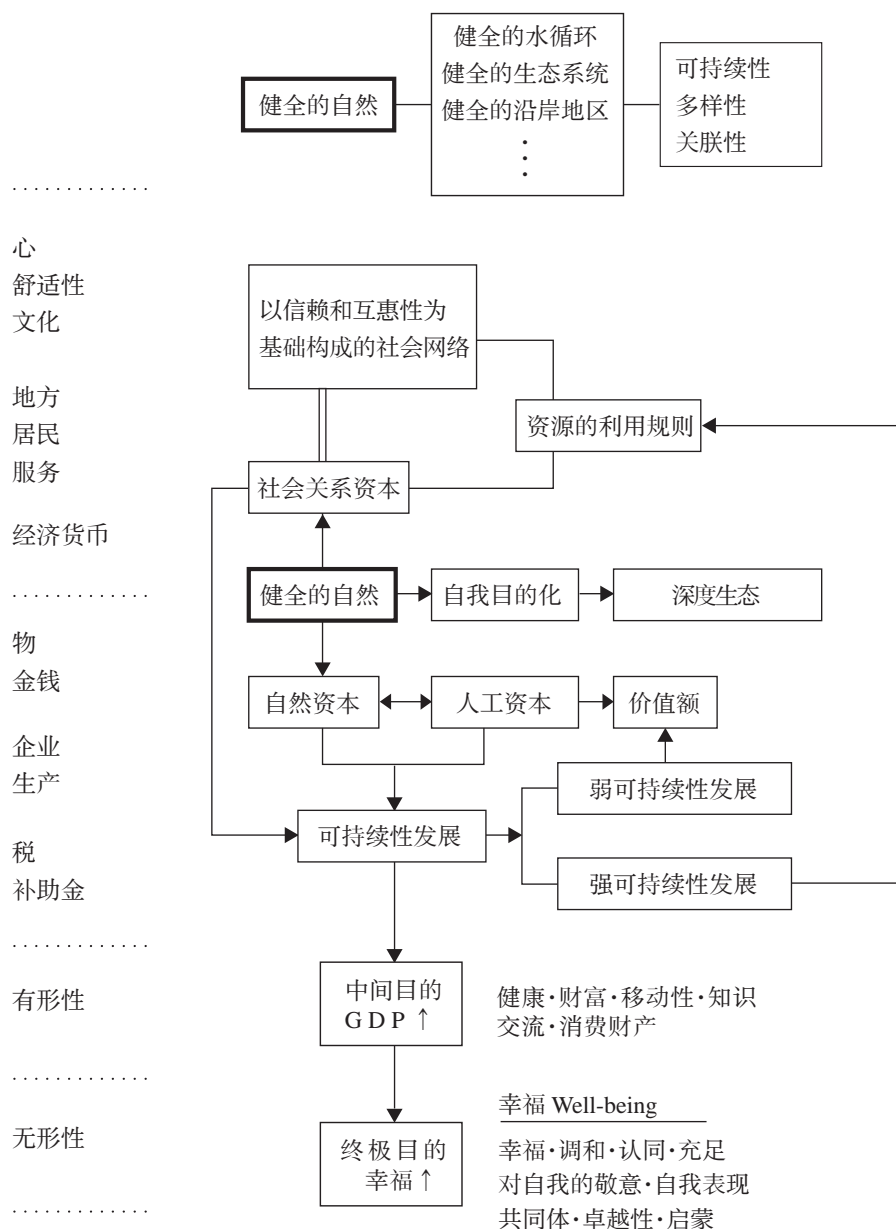 健全的自然
健全的水循环
健全的生态系统
健全的沿岸地区
⋮
可持续性
多样性
关联性
.............
心
舒适性
文化
地方
居民
服务
经济货币
以信赖和互惠性为
基础构成的社会网络
资源的利用规则
社会关系资本
健全的自然
自我目的化
深度生态
.............
物
金钱
企业
生产
税
补助金
自然资本
人工资本
价值额
弱可持续性发展
可持续性发展
强可持续性发展
.............
有形性
中间目的
GDP↑
健康·财富·移动性·知识
交流·消费财产
.............
无形性
终极目的
幸福↑
幸福 Well-being
幸福·调和·认同·充足
对自我的敬意·自我表现
共同体·卓越性·启蒙
.............